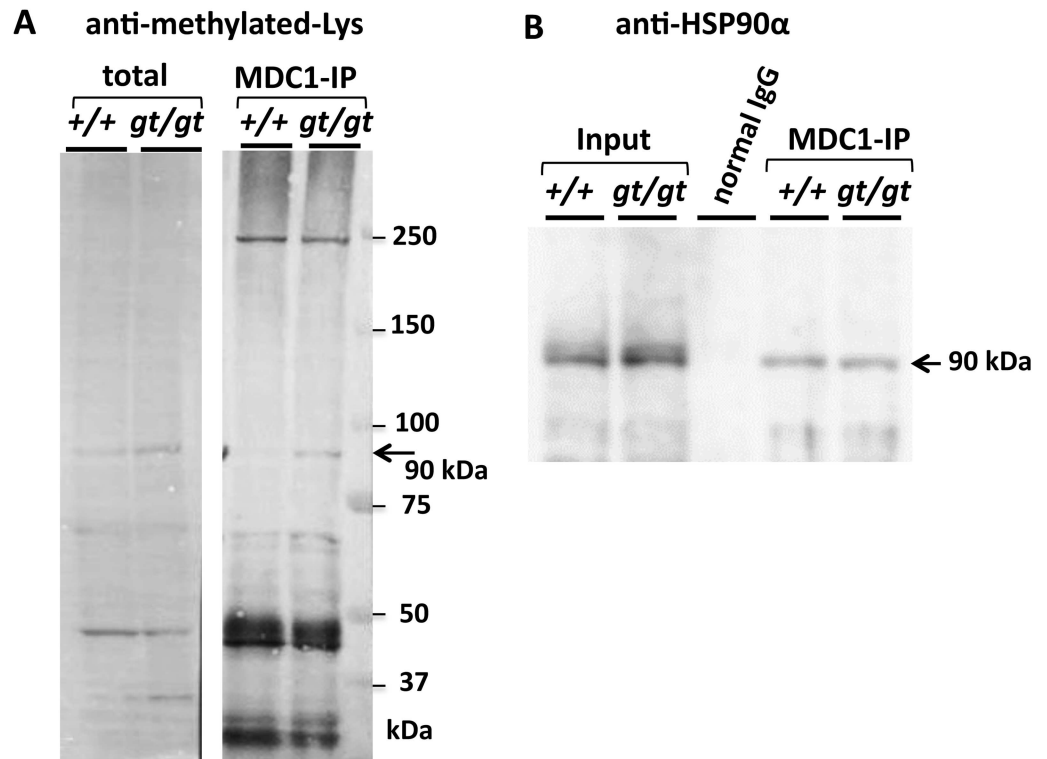 A anti-methylated-Lys
total MDC1-IP
+/+ gt/gt +/+ gt/gt
250
150
100
90 kDa
75
50
37
kDa
B anti-HSP90α
Input normal IgG MDC1-IP
+/+ gt/gt +/+ gt/gt
90 kDa